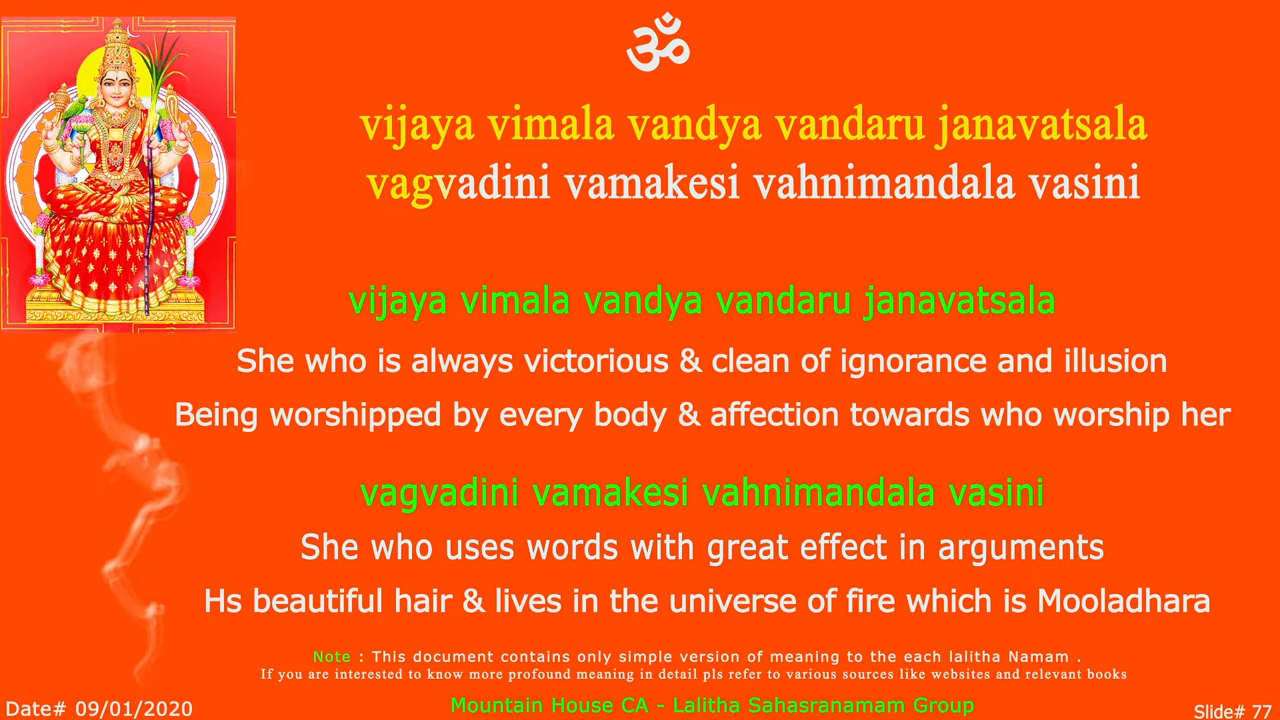 ॐ
vijaya vimala vandya vandaru janavatsala
vagvadini vamakesi vahnimandala vasini
vijaya vimala vandya vandaru janavatsala
She who is always victorious & clean of ignorance and illusion
Being worshipped by every body & affection towards who worship her
vagvadini vamakesi vahnimandala vasini
She who uses words with great effect in arguments
Hs beautiful hair & lives in the universe of fire which is Mooladhara
Note : This document contains only simple version of meaning to the each lalitha Namam .
If you are interested to know more profound meaning in detail pls refer to various sources like websites and relevant books
Date# 09/01/2020
Mountain House CA - Lalitha Sahasranamam Group
Slide# 77